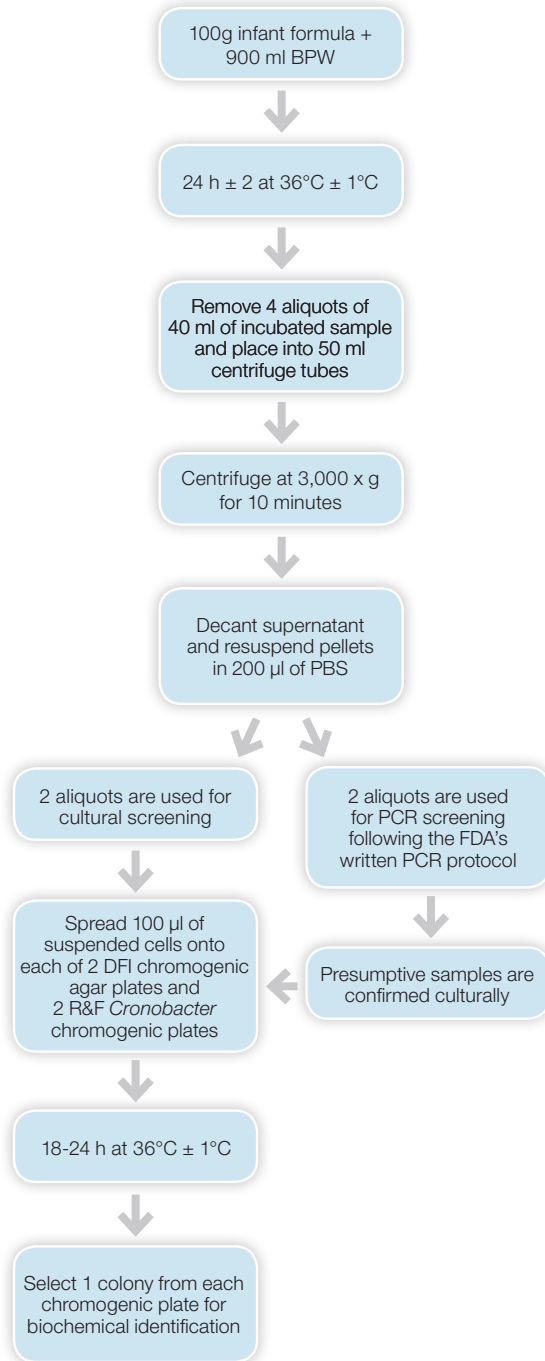 100g infant formula +
900 ml BPW
24 h ± 2 at 36°C ± 1°C
Remove 4 aliquots of
40 ml of incubated sample
and place into 50 ml
centrifuge tubes
Centrifuge at 3,000 x g
for 10 minutes
Decant supernatant
and resuspend pellets
in 200 µl of PBS
2 aliquots are used for
cultural screening
2 aliquots are used
for PCR screening
following the FDA's
written PCR protocol
Spread 100 µl of
suspended cells onto
each of 2 DFI chromogenic
agar plates and
2 R&F Cronobacter
chromogenic plates
Presumptive samples are
confirmed culturally
18-24 h at 36°C ± 1°C
Select 1 colony from each
chromogenic plate for
biochemical identification